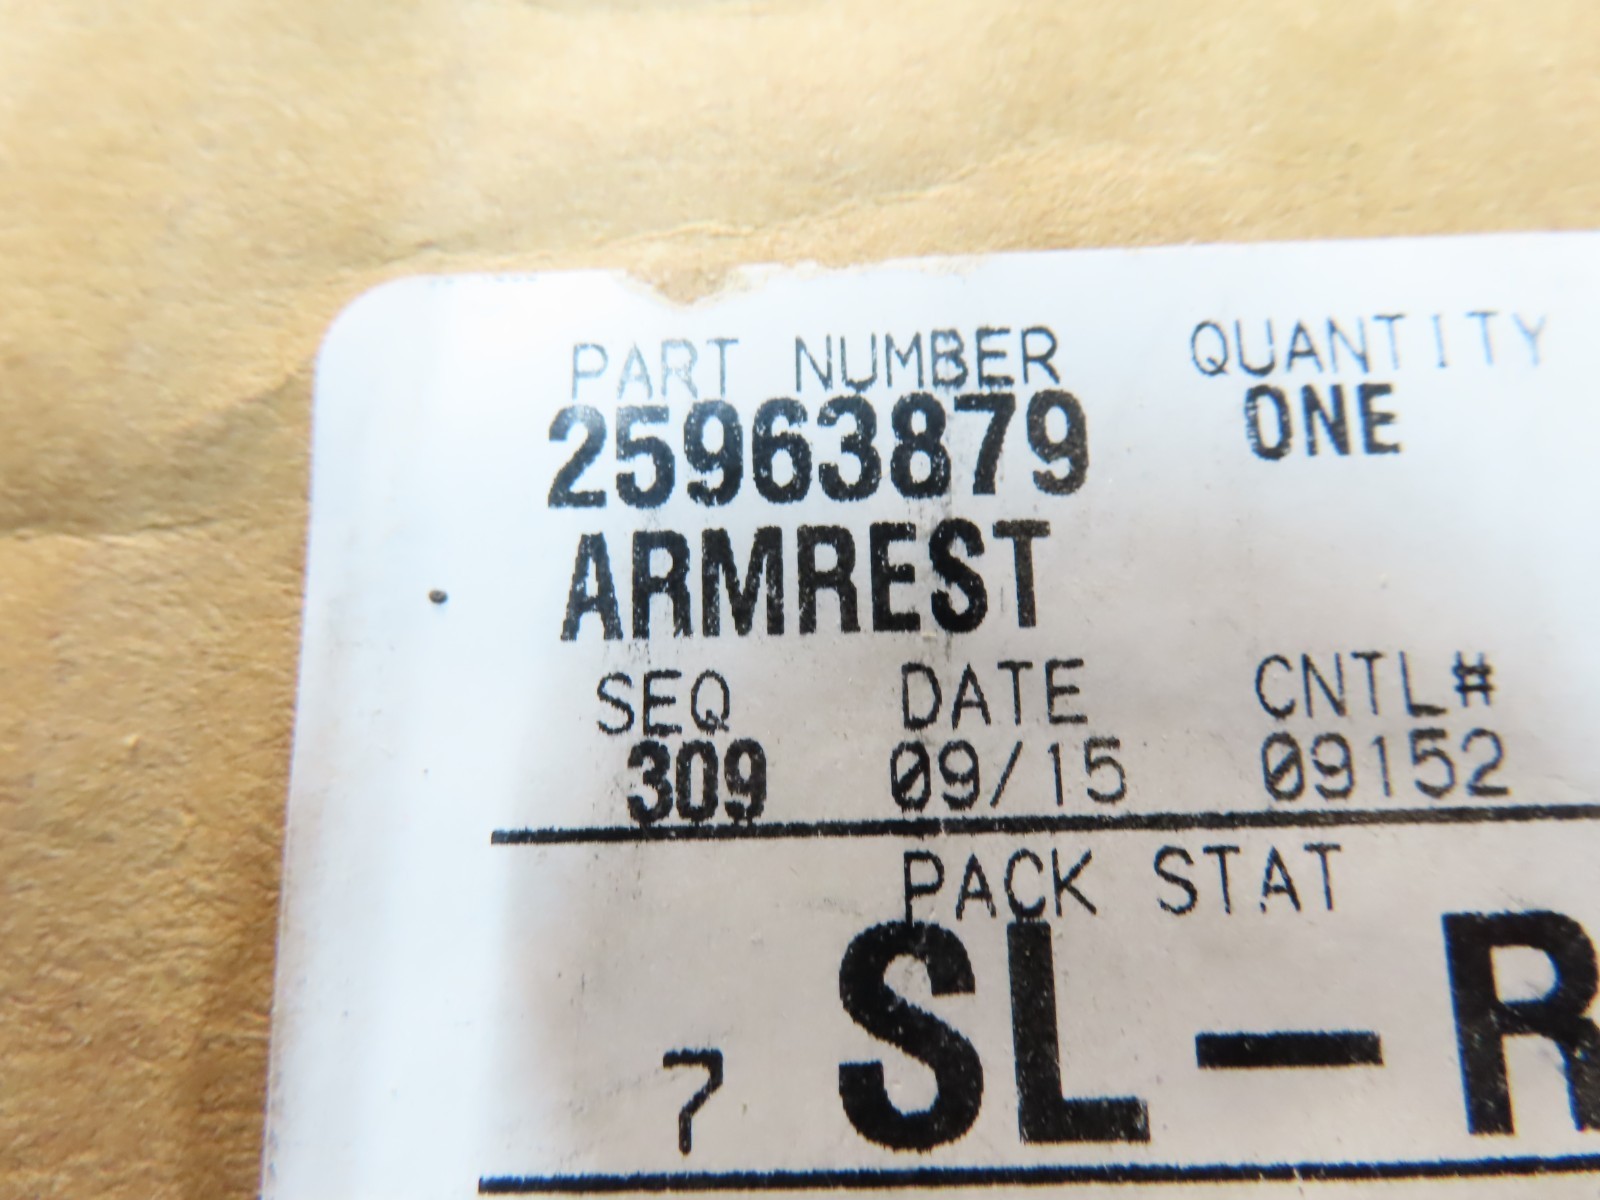 PART NUMBER QUANTITY
25963879 ONE
ARMREST
SEQ DATE CNTL#
309 09/15 09152
PACK STAT
7 SL-R